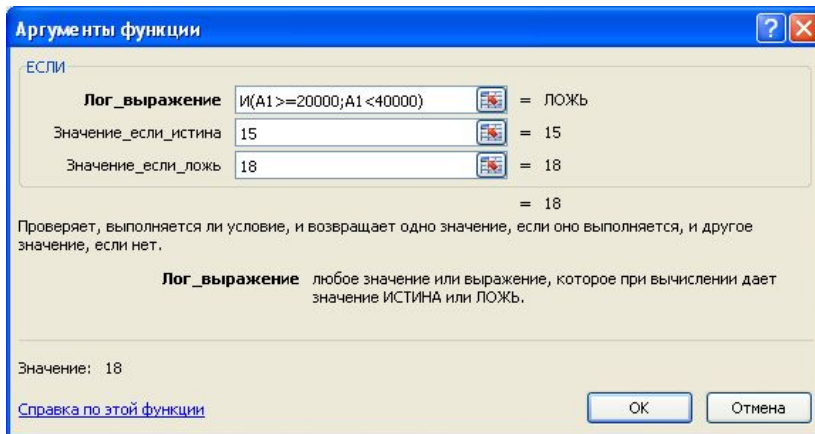 Аргументы функции
ЕСЛИ
Лог_выражение И(A1>=20000;A1<40000) = ЛОЖЬ
Значение_если_истина 15 = 15
Значение_если_ложь 18 = 18
= 18
Проверяет, выполняется ли условие, и возвращает одно значение, если оно выполняется, и другое
значение, если нет.
Лог_выражение любое значение или выражение, которое при вычислении дает
значение ИСТИНА или ЛОЖЬ.
Значение: 18
Справка по этой функции ОК Отмена